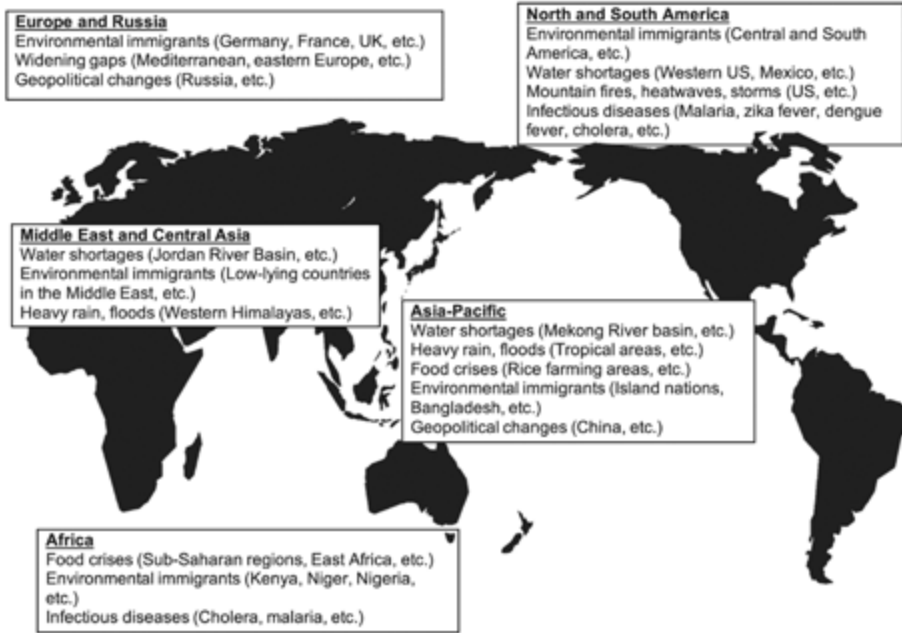 Europe and Russia
Environmental immigrants (Germany, France, UK, etc.)
Widening gaps (Mediterranean, eastern Europe, etc.)
Geopolitical changes (Russia, etc.)
North and South America
Environmental immigrants (Central and South
America, etc.)
Water shortages (Western US, Mexico, etc.)
Mountain fires, heatwaves, storms (US, etc.)
Infectious diseases (Malaria, zika fever, dengue
fever, cholera, etc.)
Middle East and Central Asia
Water shortages (Jordan River Basin, etc.)
Environmental immigrants (Low-lying countries
in the Middle East, etc.)
Heavy rain, floods (Western Himalayas, etc.)
Asia-Pacific
Water shortages (Mekong River basin, etc.)
Heavy rain, floods (Tropical areas, etc.)
Food crises (Rice farming areas, etc.)
Environmental immigrants (Island nations,
Bangladesh, etc.)
Geopolitical changes (China, etc.)
Africa
Food crises (Sub-Saharan regions, East Africa, etc.)
Environmental immigrants (Kenya, Niger, Nigeria,
etc.)
Infectious diseases (Cholera, malaria, etc.)